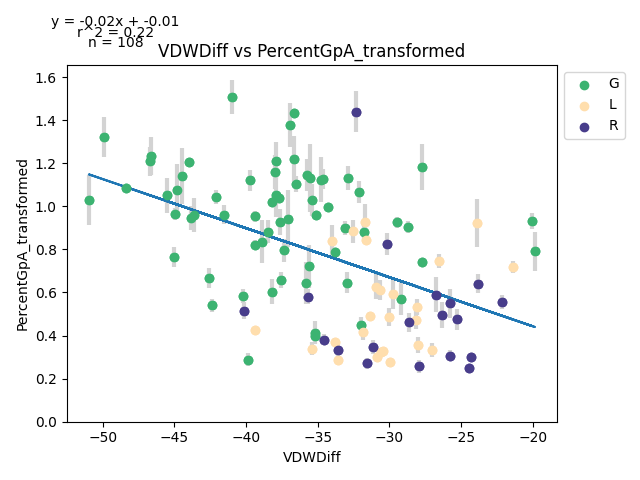 y = -0.02x + -0.01
r^2 = 0.22
n = 108
VDWDiff vs PercentGpA_transformed
G
L
R
PercentGpA_transformed
1.6
1.4
1.2
1.0
0.8
0.6
0.4
0.2
0.0
−50 −45 −40 −35 −30 −25 −20
VDWDiff